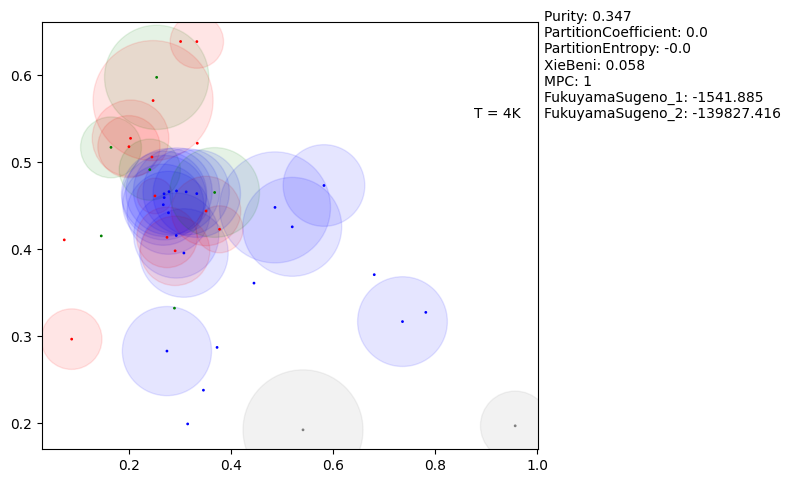 Purity: 0.347
PartitionCoefficient: 0.0
PartitionEntropy: -0.0
XieBeni: 0.058
MPC: 1
FukuyamaSugeno_1: -1541.885
FukuyamaSugeno_2: -139827.416
T = 4K
0.6
0.5
0.4
0.3
0.2
0.2 0.4 0.6 0.8 1.0